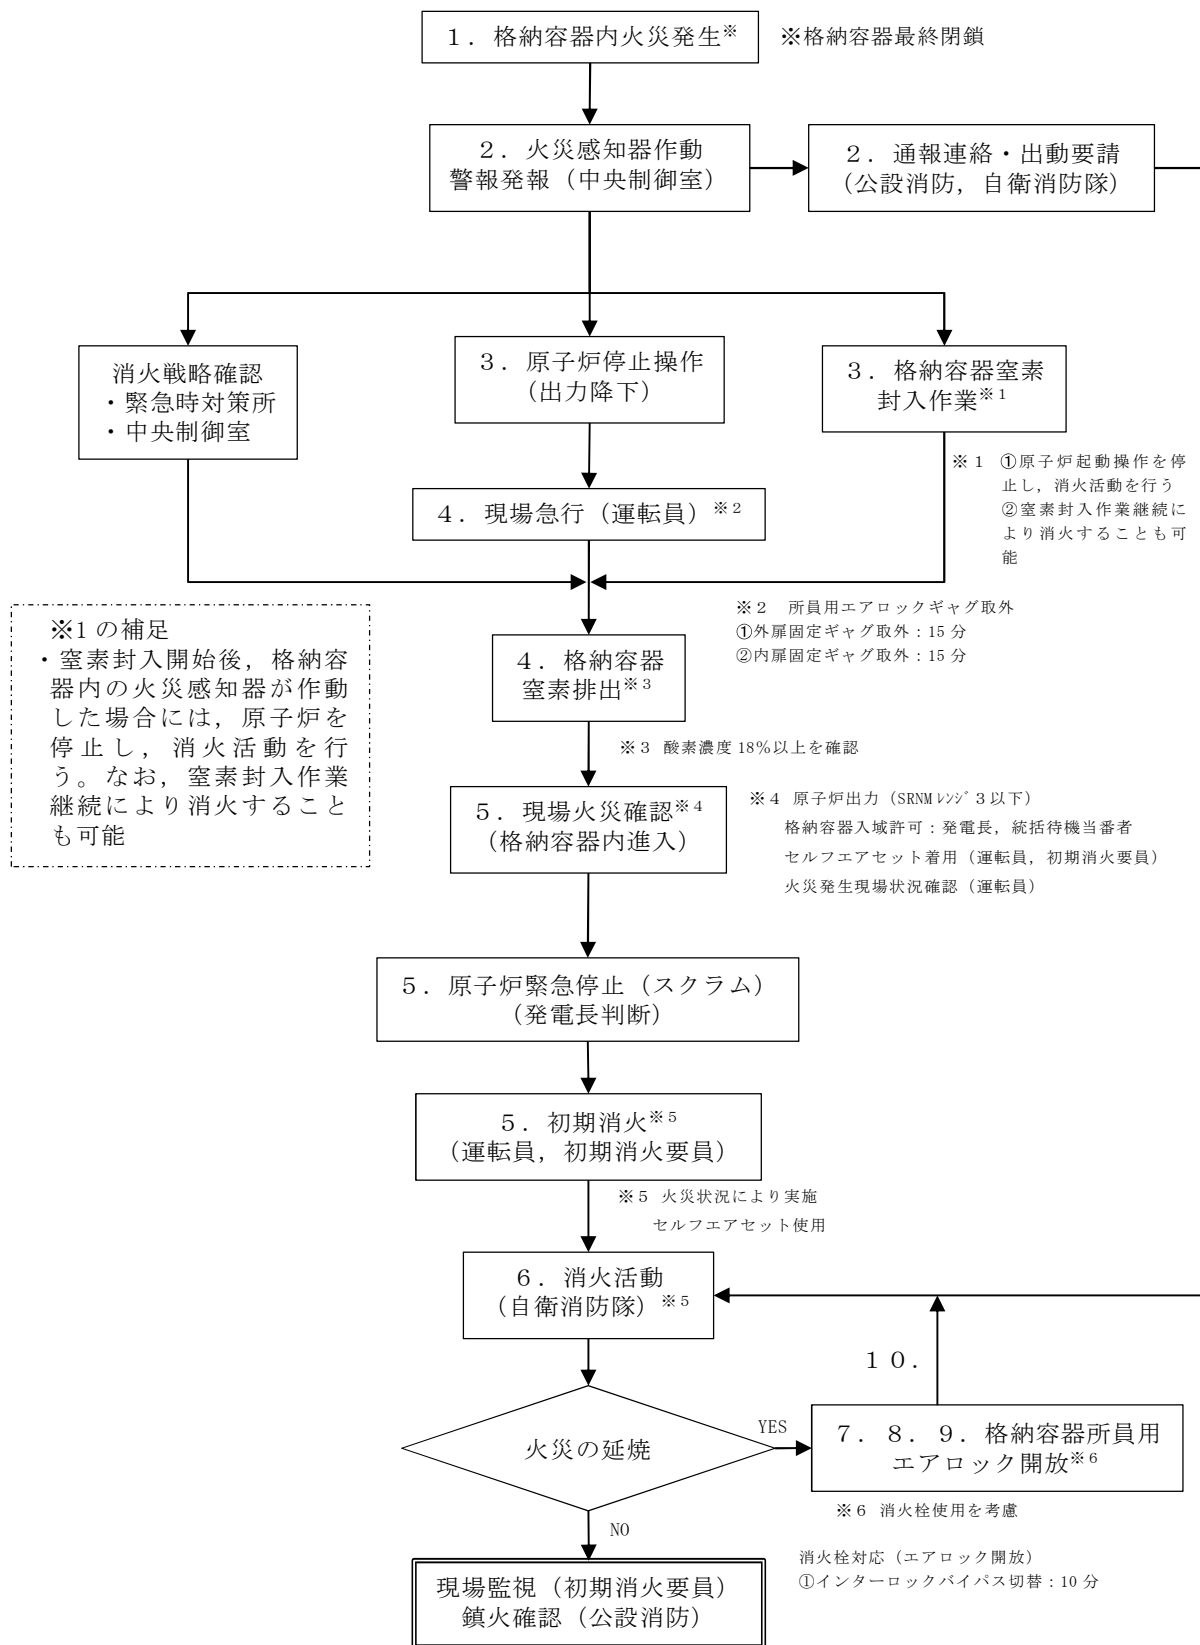 １．格納容器内火災発生※
※格納容器最終閉鎖
２．火災感知器作動
警報発報（中央制御室）
２．通報連絡・出動要請
（公設消防，自衛消防隊）
消火戦略確認
・緊急時対策所
・中央制御室
３．原子炉停止操作
（出力降下）
３．格納容器窒素
封入作業※1
※１　①原子炉起動操作を停
止し，消火活動を行う
②窒素封入作業継続に
より消火することも可
能
４．現場急行（運転員）※2
※２　所員用エアロックギャグ取外
①外扉固定ギャグ取外：15 分
②内扉固定ギャグ取外：15 分
※1 の補足
・窒素封入開始後，格納容
器内の火災感知器が作動
した場合には，原子炉を
停止し，消火活動を行
う。なお，窒素封入作業
継続により消火すること
も可能
４．格納容器
窒素排出※3
※３ 酸素濃度 18％以上を確認
５．現場火災確認※4
（格納容器内進入）
※４ 原子炉出力（SRNM ﾚﾝｼﾞ 3 以下）
格納容器入域許可：発電長，統括待機当番者
セルフエアセット着用（運転員，初期消火要員）
火災発生現場状況確認（運転員）
５．原子炉緊急停止（スクラム）
（発電長判断）
５．初期消火※5
（運転員，初期消火要員）
※５ 火災状況により実施
セルフエアセット使用
６．消火活動
（自衛消防隊）※5
１０．
火災の延焼
YES
７．８．９．格納容器所員用
エアロック開放※6
※６ 消火栓使用を考慮
NO
消火栓対応（エアロック開放）
①インターロックバイパス切替：10 分
現場監視（初期消火要員）
鎮火確認（公設消防）